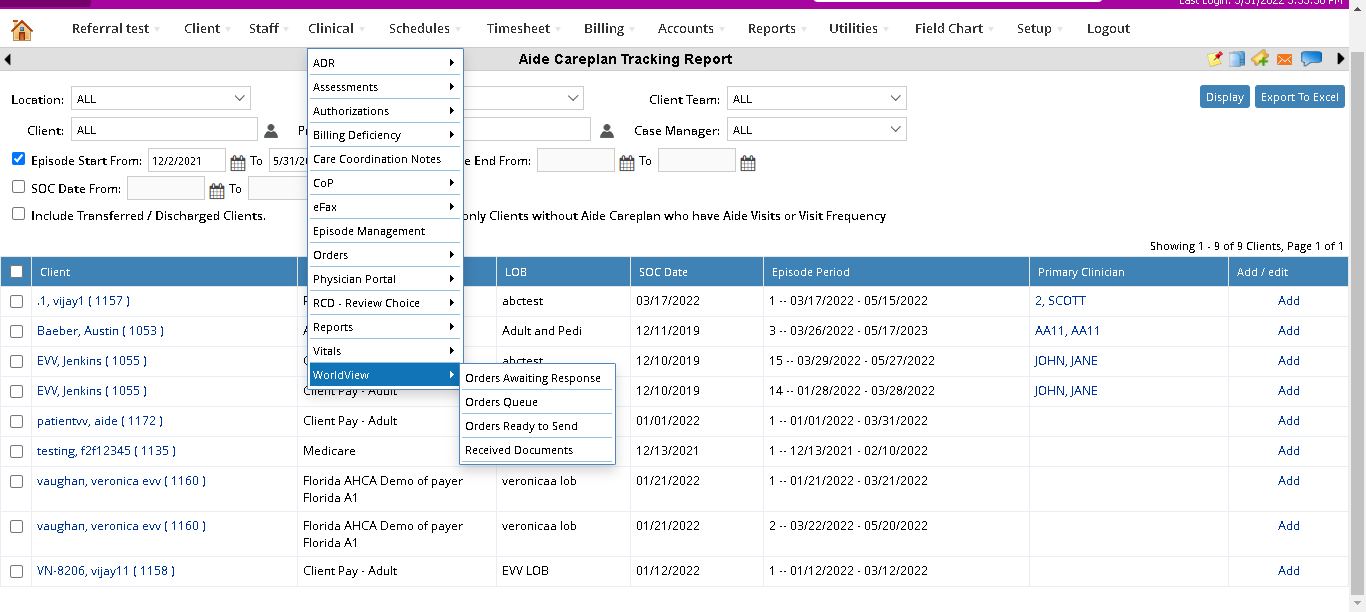 Last Login: 5/31/2022 3:33:38 PM
Referral test Client Staff Clinical Schedules Timesheet Billing Accounts Reports Utilities Field Chart Setup Logout
Aide Careplan Tracking Report
Location: ALL Client Team: ALL Display Export To Excel
Client: ALL Case Manager: ALL
Episode Start From: 12/2/2021 To End From: To
SOC Date From: To
Include Transferred / Discharged Clients. only Clients without Aide Careplan who have Aide Visits or Visit Frequency
ADR
Assessments
Authorizations
Billing Deficiency
Care Coordination Notes
CoP
eFax
Episode Management
Orders
Physician Portal
RCD - Review Choice
Reports
Vitals
WorldView
Orders Awaiting Response
Orders Queue
Orders Ready to Send
Received Documents
Showing 1 - 9 of 9 Clients, Page 1 of 1
Client LOB SOC Date Episode Period Primary Clinician Add / edit
.1, vijay1 ( 1157 ) abctest 03/17/2022 1 -- 03/17/2022 - 05/15/2022 2, SCOTT Add
Baeber, Austin ( 1053 ) Adult and Pedi 12/11/2019 3 -- 03/26/2022 - 05/17/2023 AA11, AA11 Add
EVV, Jenkins ( 1055 ) abctest 12/10/2019 15 -- 03/29/2022 - 05/27/2022 JOHN, JANE Add
EVV, Jenkins ( 1055 ) Client Pay - Adult 12/10/2019 14 -- 01/28/2022 - 03/28/2022 JOHN, JANE Add
patientvv, aide ( 1172 ) Client Pay - Adult 01/01/2022 1 -- 01/01/2022 - 03/31/2022 Add
testing, f2f12345 ( 1135 ) Medicare 12/13/2021 1 -- 12/13/2021 - 02/10/2022 Add
vaughan, veronica evv ( 1160 ) Florida AHCA Demo of payer veronicaa lob 01/21/2022 1 -- 01/21/2022 - 03/21/2022 Add
Florida A1
vaughan, veronica evv ( 1160 ) Florida AHCA Demo of payer veronicaa lob 01/21/2022 2 -- 03/22/2022 - 05/20/2022 Add
Florida A1
VN-8206, vijay11 ( 1158 ) Client Pay - Adult EVV LOB 01/12/2022 1 -- 01/12/2022 - 03/12/2022 Add